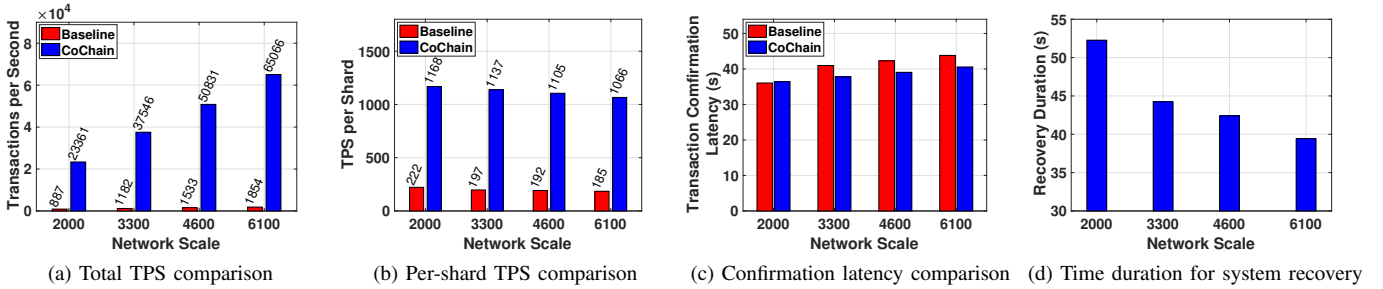 ×10⁴
Transactions per Second
8
6
4
2
0
Baseline
CoChain
887
23361
1182
37546
1533
50831
1854
65066
2000 3300 4600 6100
Network Scale
(a) Total TPS comparison
TPS per Shard
1500
1000
500
0
Baseline
CoChain
222
1168
197
1137
192
1105
185
1066
2000 3300 4600 6100
Network Scale
(b) Per-shard TPS comparison
Transaction Confirmation
Latency (s)
50
40
30
20
10
0
Baseline
CoChain
2000 3300 4600 6100
Network Scale
(c) Confirmation latency comparison
Recovery Duration (s)
55
50
45
40
35
30
2000 3300 4600 6100
Network Scale
(d) Time duration for system recovery